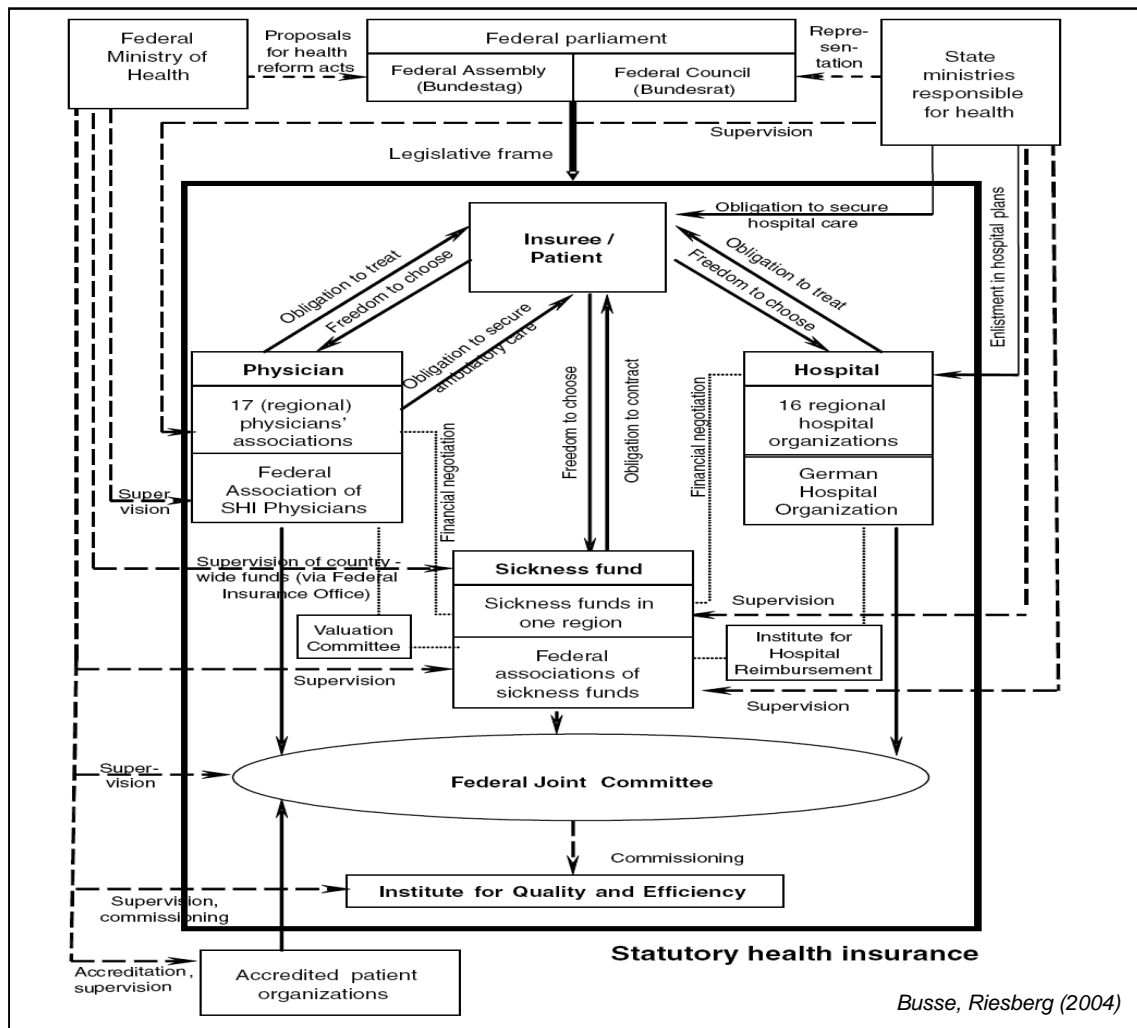 Federal
Ministry of
Health
Proposals
for health
reform acts
Federal parliament
Federal Assembly
(Bundestag)
Federal Council
(Bundesrat)
Repre-
sen-
tation
State
ministries
responsible
for health
Supervision
Legislative frame
Obligation to secure
hospital care
Enlistment in hospital plans
Insuree /
Patient
Obligation to treat
Freedom to choose
Obligation to secure
ambulatory care
Obligation to treat
Freedom to choose
Physician
17 (regional)
physicians'
associations
Federal
Association of
SHI Physicians
Hospital
16 regional
hospital
organizations
German
Hospital
Organization
Financial negotiation
Freedom to choose
Obligation to contract
Financial negotiation
Super
vision
Supervision of country -
wide funds (via Federal
Insurance Office)
Sickness fund
Sickness funds in
one region
Federal
associations of
sickness funds
Supervision
Valuation
Committee
Institute for
Hospital
Reimbursement
Supervision
Supervision
Super-
vision
Federal Joint Committee
Commissioning
Institute for Quality and Efficiency
Supervision,
commissioning
Statutory health insurance
Accreditation,
supervision
Accredited patient
organizations
Busse, Riesberg (2004)